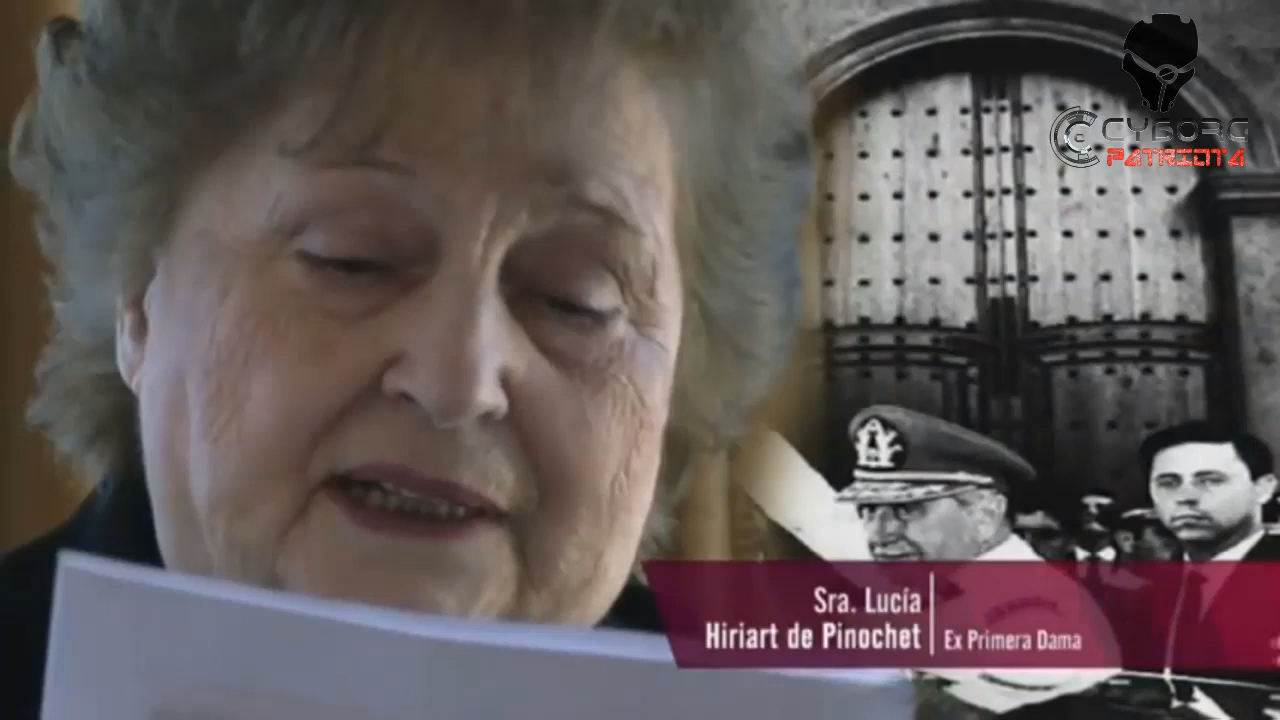 CYBORG
PATRIOTA
Sra. Lucía
Hiriart de Pinochet
Ex Primera Dama